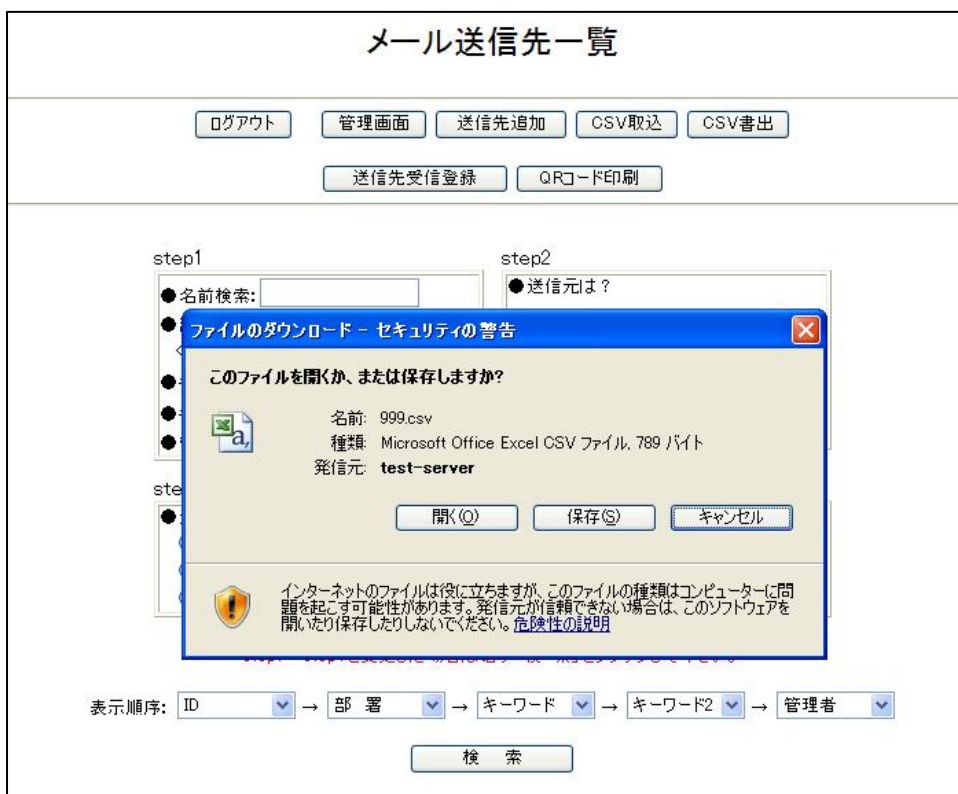 メール送信先一覧
ログアウト 管理画面 送信先追加 CSV取込 CSV書出
送信先受信登録 QRコード印刷
step1 step2
●名前検索: ●送信元は？
ファイルのダウンロード - セキュリティの警告
このファイルを開くか、または保存しますか?
名前: 999.csv
種類: Microsoft Office Excel CSV ファイル, 789 バイト
発信元: test-server
開く(O) 保存(S) キャンセル
インターネットのファイルは役に立ちますが、このファイルの種類はコンピューターに問
題を起こす可能性があります。発信元が信頼できない場合は、このソフトウェアを
開いたり保存したりしないでください。危険性の説明
表示順序: ID → 部 署 → キーワード → キーワード2 → 管理者
検 索